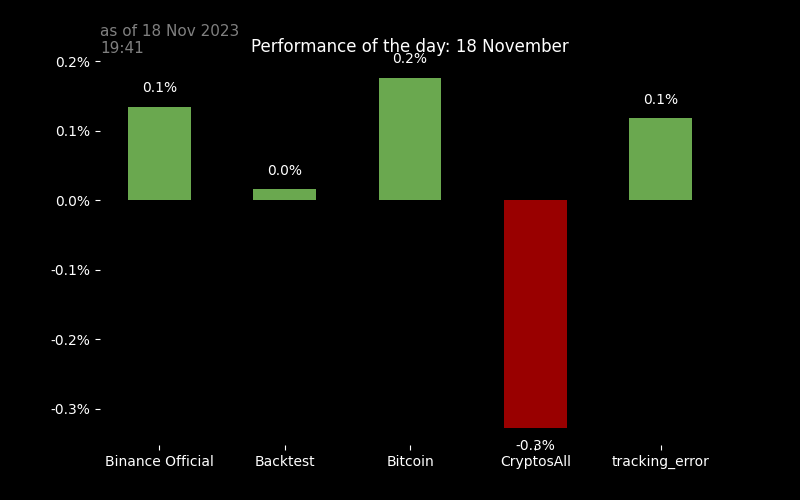 as of 18 Nov 2023
19:41
Performance of the day: 18 November
0.2%
0.1%
0.0%
-0.1%
-0.2%
-0.3%
0.1%
0.0%
0.2%
-0.3%
0.1%
Binance Official
Backtest
Bitcoin
CryptosAll
tracking_error